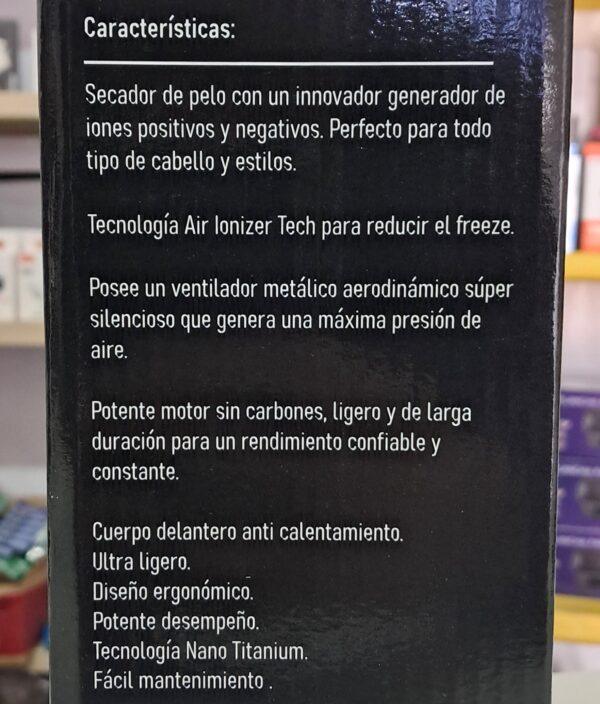 Características:
Secador de pelo con un innovador generador de
iones positivos y negativos. Perfecto para todo
tipo de cabello y estilos.
Tecnología Air Ionizer Tech para reducir el freeze.
Posee un ventilador metálico aerodinámico súper
silencioso que genera una máxima presión de
aire.
Potente motor sin carbones, ligero y de larga
duración para un rendimiento confiable y
constante.
Cuerpo delantero anti calentamiento.
Ultra ligero.
Diseño ergonómico.
Potente desempeño.
Tecnología Nano Titanium.
Fácil mantenimiento .